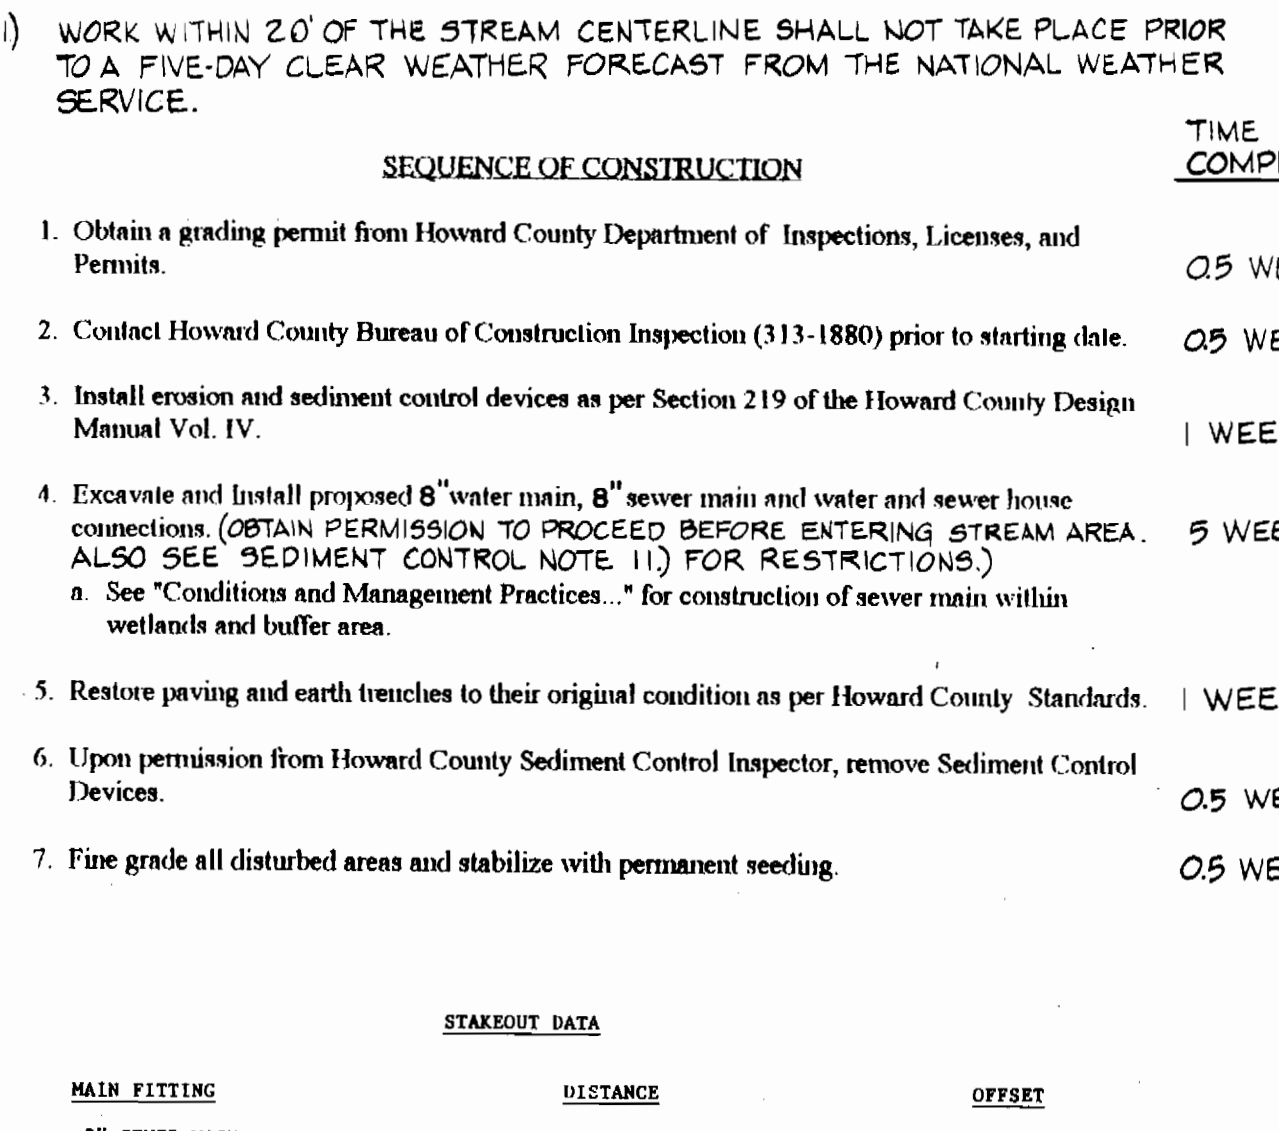 1.) WORK WITHIN 20' OF THE STREAM CENTERLINE SHALL NOT TAKE PLACE PRIOR
TO A FIVE-DAY CLEAR WEATHER FORECAST FROM THE NATIONAL WEATHER
SERVICE.
TIME
SEQUENCE OF CONSTRUCTION COMPL
1. Obtain a grading permit from Howard County Department of Inspections, Licenses, and
Permits. 0.5 WE
2. Contact Howard County Bureau of Construction Inspection (313-1880) prior to starting date. 0.5 WE
3. Install erosion and sediment control devices as per Section 219 of the Howard County Design
Manual Vol. IV. 1 WEE
4. Excavate and Install proposed 8" water main, 8" sewer main and water and sewer house
connections. (OBTAIN PERMISSION TO PROCEED BEFORE ENTERING STREAM AREA. 5 WEE
ALSO SEE SEDIMENT CONTROL NOTE 11.) FOR RESTRICTIONS.)
a. See "Conditions and Management Practices..." for construction of sewer main within
wetlands and buffer area.
5. Restore paving and earth trenches to their original condition as per Howard County Standards. 1 WEE
6. Upon permission from Howard County Sediment Control Inspector, remove Sediment Control
Devices. 0.5 WE
7. Fine grade all disturbed areas and stabilize with permanent seeding. 0.5 WE
STAKEOUT DATA
MAIN FITTING DISTANCE OFFSET